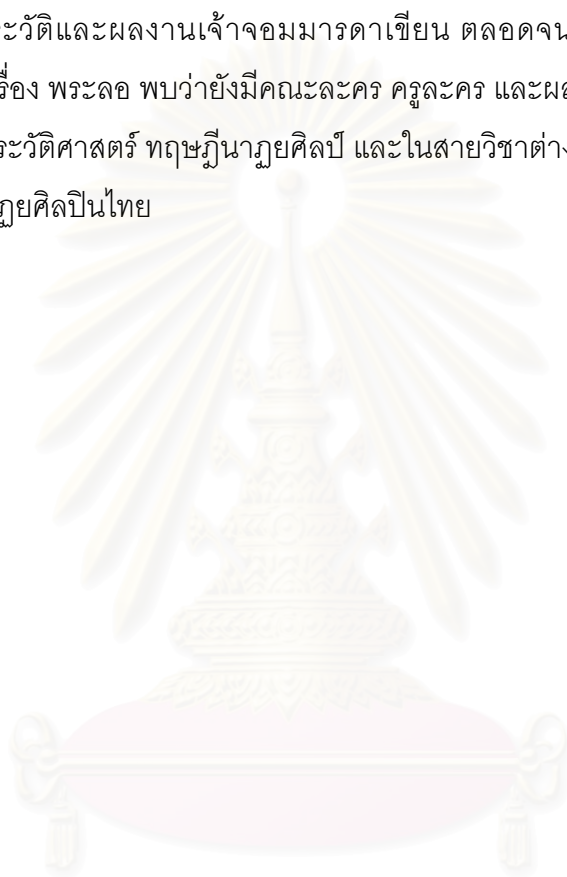 ะวัติและผลงานเจ้าจอมมารดาเขียน ตลอดจน
รื่อง พระลอ พบว่ายังมีคณะละคร ครูละคร และผล
ระวัติศาสตร์ ทฤษฎีนาฏยศิลป์ และในสายวิชาต่าง
ฏยศิลปินไทย